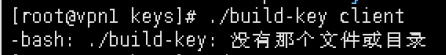 [root@vpn1 keys]# ./build-key client
-bash: ./build-key: 没有那个文件或目录